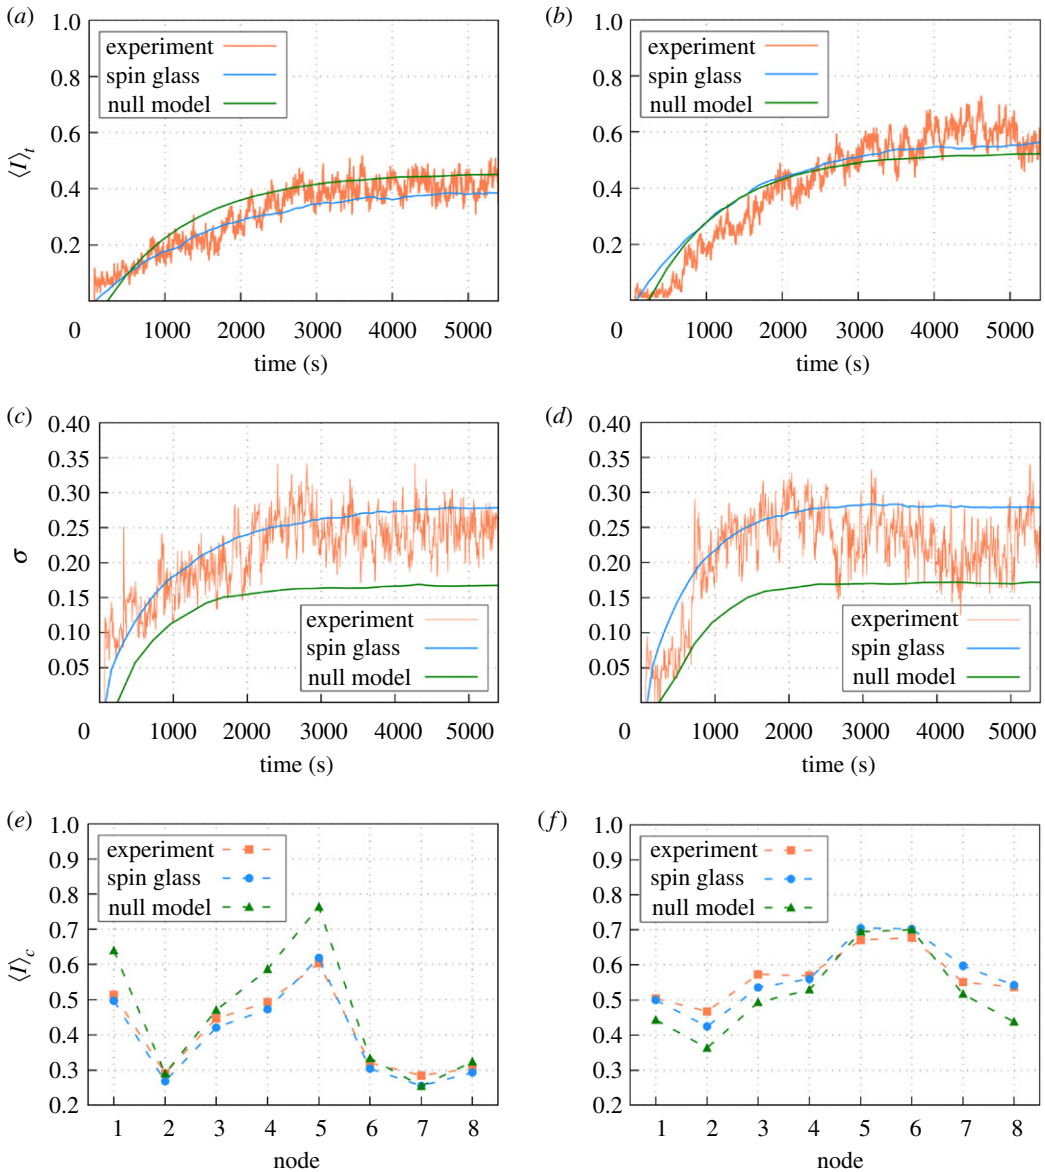 (a)
1.0
0.8
0.6
0.4
0.2
⟨I⟩t
experiment
spin glass
null model
0 1000 2000 3000 4000 5000
time (s)
(b)
1.0
0.8
0.6
0.4
0.2
experiment
spin glass
null model
0 1000 2000 3000 4000 5000
time (s)
(c)
0.40
0.35
0.30
0.25
0.20
0.15
0.10
0.05
σ
experiment
spin glass
null model
0 1000 2000 3000 4000 5000
time (s)
(d)
0.40
0.35
0.30
0.25
0.20
0.15
0.10
0.05
experiment
spin glass
null model
0 1000 2000 3000 4000 5000
time (s)
(e)
1.0
0.9
0.8
0.7
0.6
0.5
0.4
0.3
0.2
⟨I⟩c
experiment
spin glass
null model
1 2 3 4 5 6 7 8
node
(f)
1.0
0.9
0.8
0.7
0.6
0.5
0.4
0.3
0.2
experiment
spin glass
null model
1 2 3 4 5 6 7 8
node